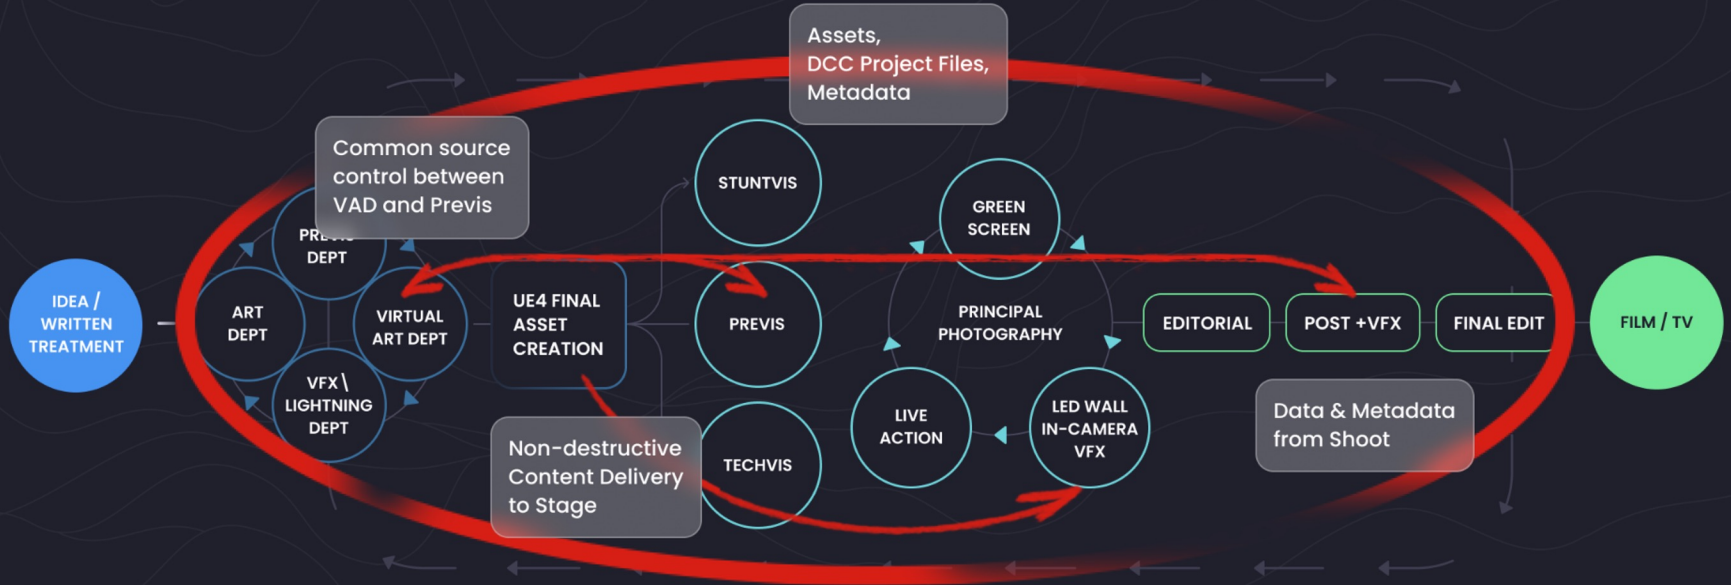 Assets,
DCC Project Files,
Metadata
Common source
control between
VAD and Previs
STUNTVIS
GREEN
SCREEN
PREVIS
DEPT
IDEA /
WRITTEN
TREATMENT
ART
DEPT
VIRTUAL
ART DEPT
UE4 FINAL
ASSET
CREATION
PREVIS
PRINCIPAL
PHOTOGRAPHY
EDITORIAL
POST +VFX
FINAL EDIT
FILM / TV
VFX\
LIGHTNING
DEPT
LIVE
ACTION
LED WALL
IN-CAMERA
VFX
Data & Metadata
from Shoot
Non-destructive
Content Delivery
to Stage
TECHVIS